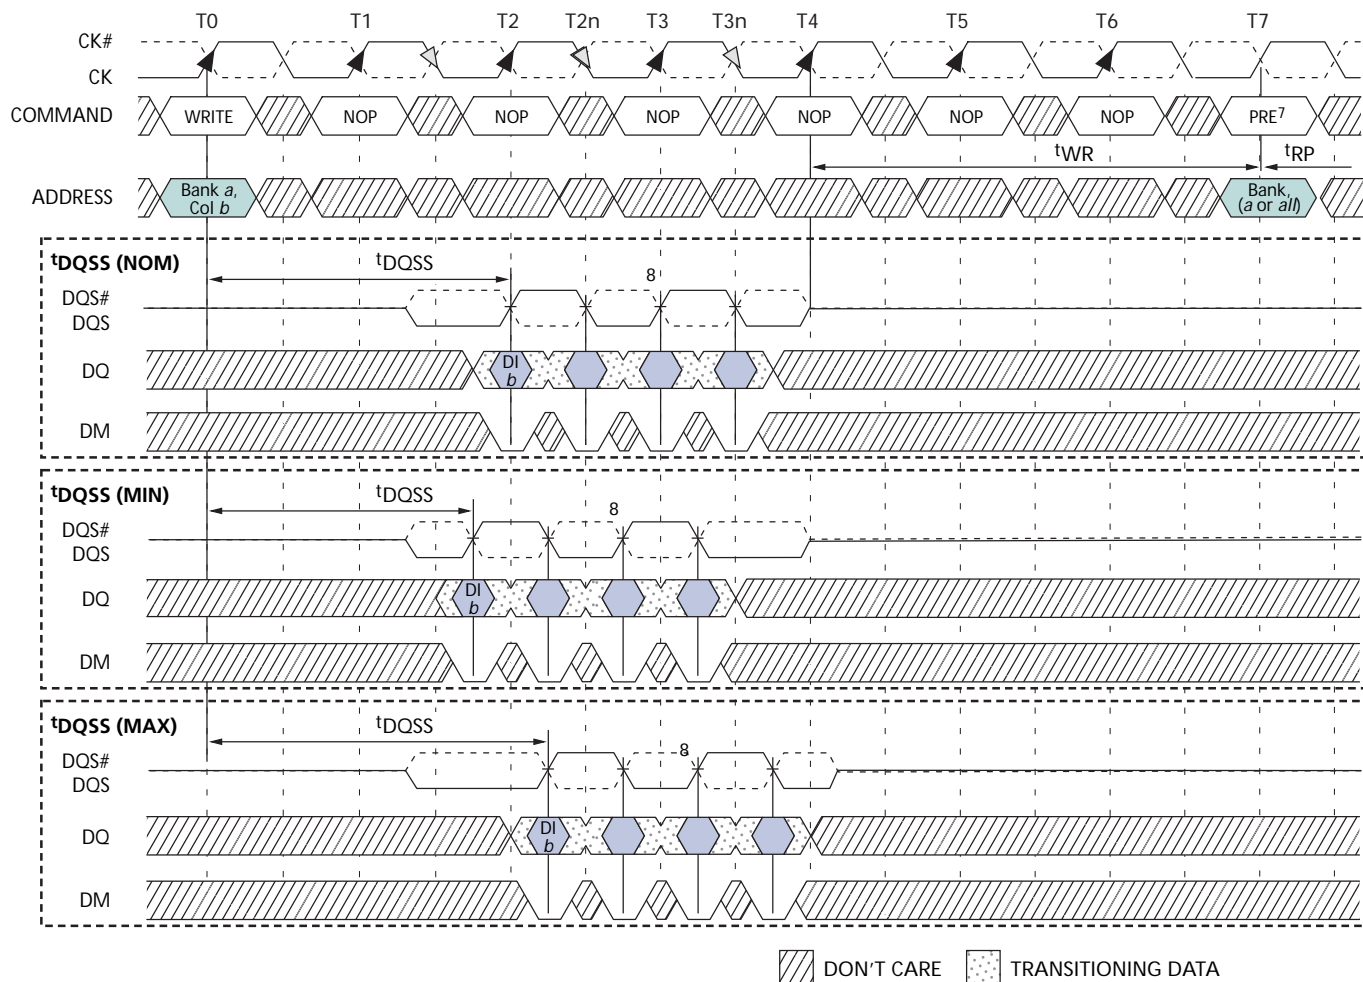 T0 T1 T2 T2n T3 T3n T4 T5 T6 T7
CK#
CK
COMMAND WRITE NOP NOP NOP NOP NOP NOP PRE7
tWR tRP
ADDRESS Bank a, Col b Bank, (a or all)
tDQSS (NOM) tDQSS
8
DQS#
DQS
DQ DI b
DM
tDQSS (MIN) tDQSS
8
DQS#
DQS
DQ DI b
DM
tDQSS (MAX) tDQSS
8
DQS#
DQS
DQ DI b
DM
DON'T CARE TRANSITIONING DATA